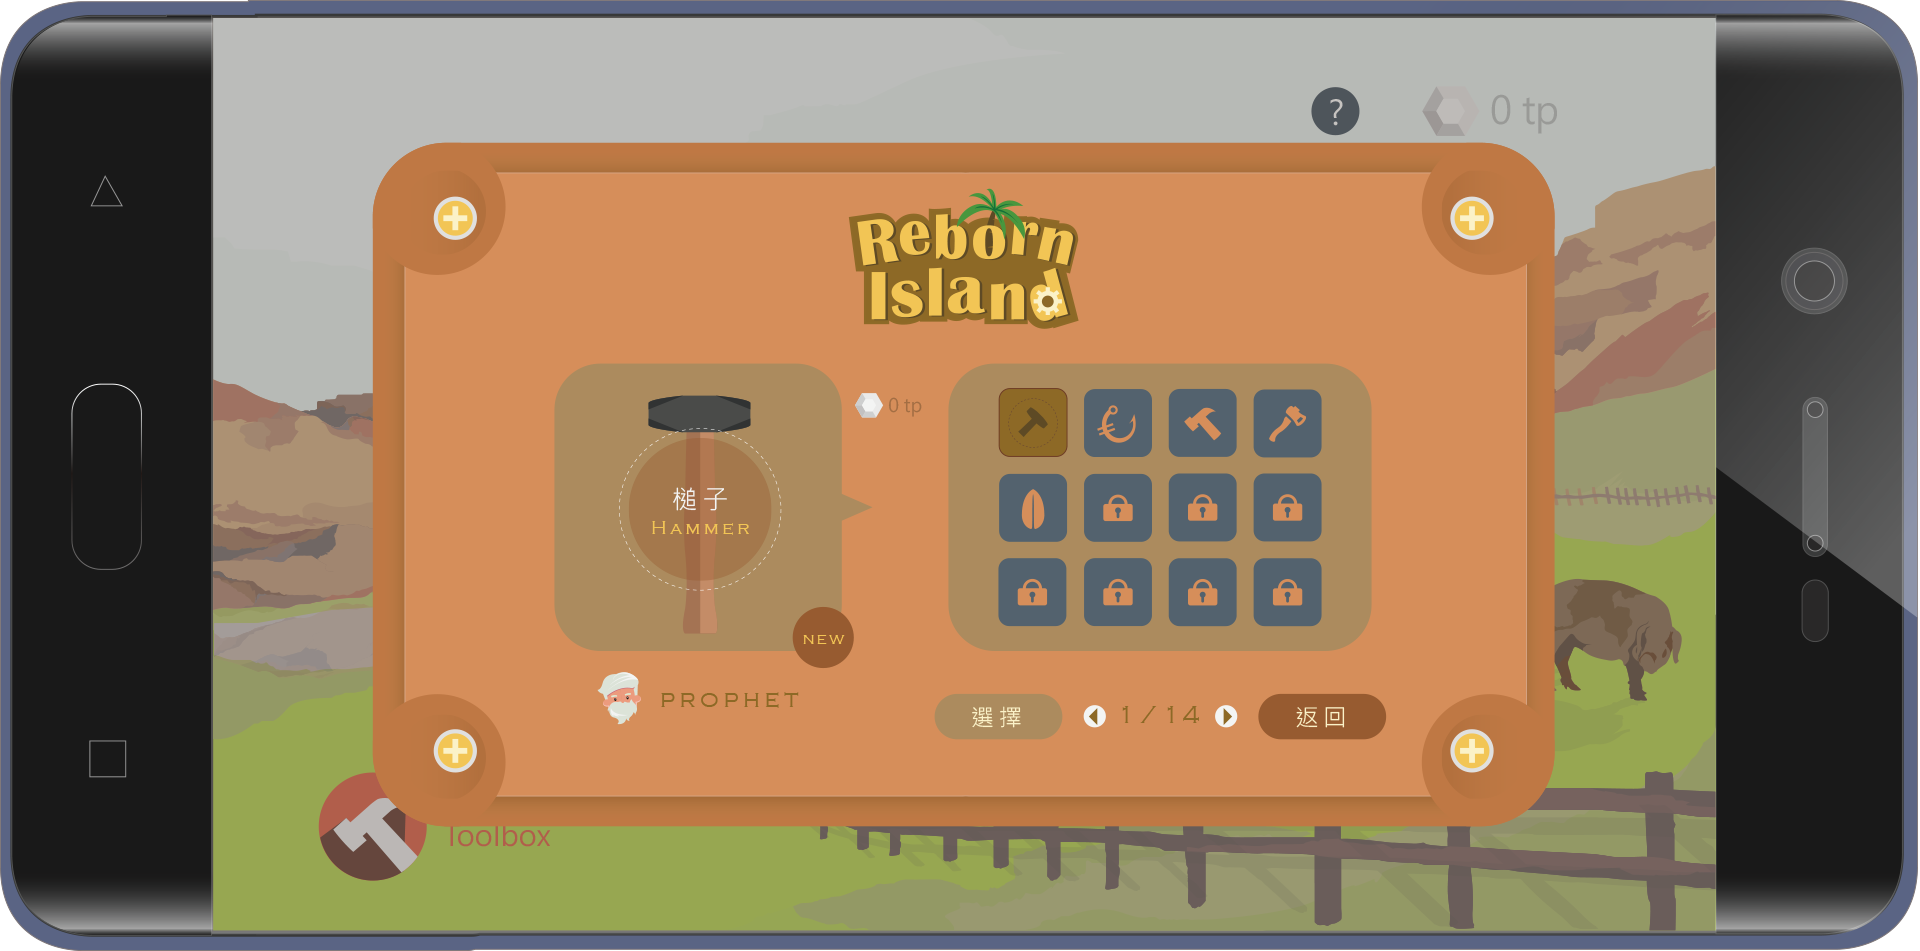 ?
0 tp
Reborn
Island
0 tp
槌子
HAMMER
NEW
PROPHET
選擇
1/14
返回
Toolbox